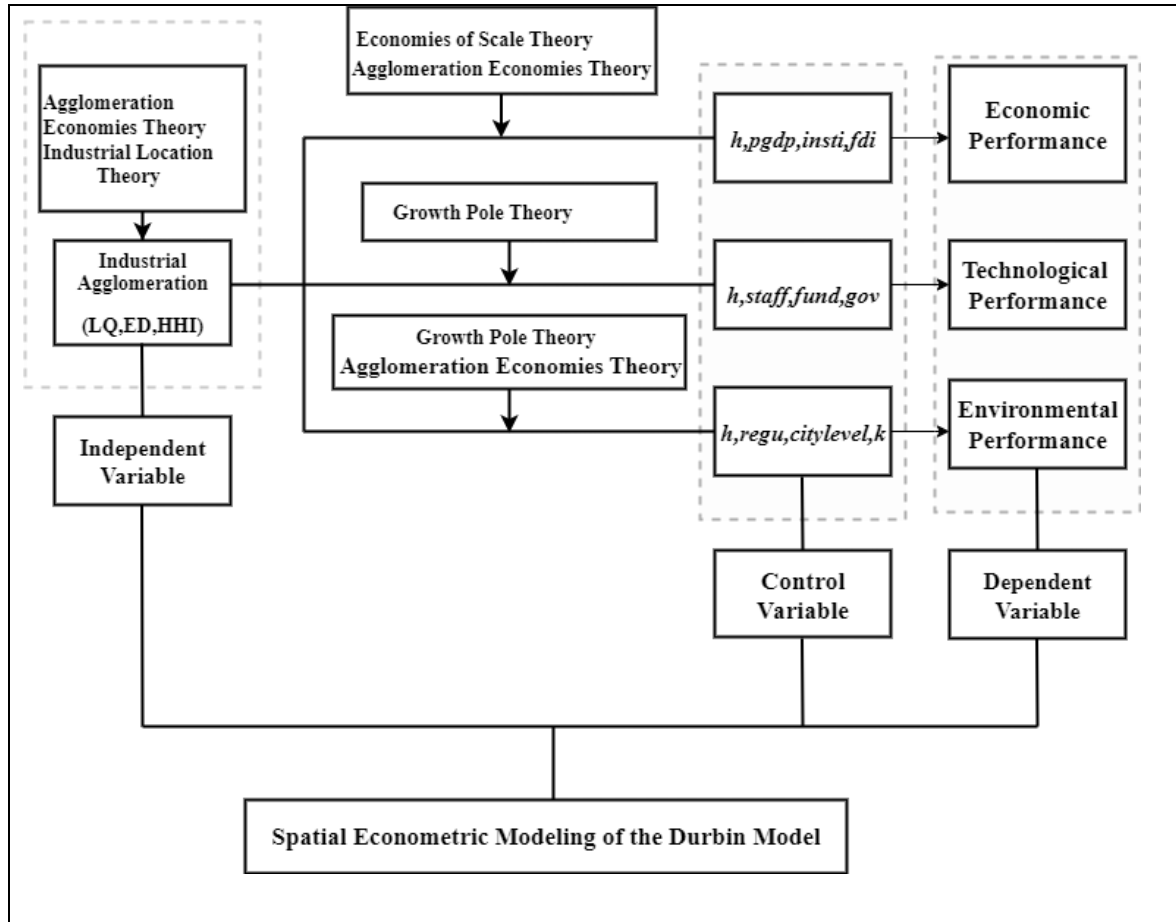 Economies of Scale Theory
Agglomeration Economies Theory
Agglomeration
Economies Theory
Industrial Location
Theory
h,pgdp,insti,fdi
Economic
Performance
Growth Pole Theory
Industrial
Agglomeration
(LQ,ED,HHI)
h,staff,fund,gov
Technological
Performance
Growth Pole Theory
Agglomeration Economies Theory
h,regu,citylevel,k
Environmental
Performance
Independent
Variable
Control
Variable
Dependent
Variable
Spatial Econometric Modeling of the Durbin Model